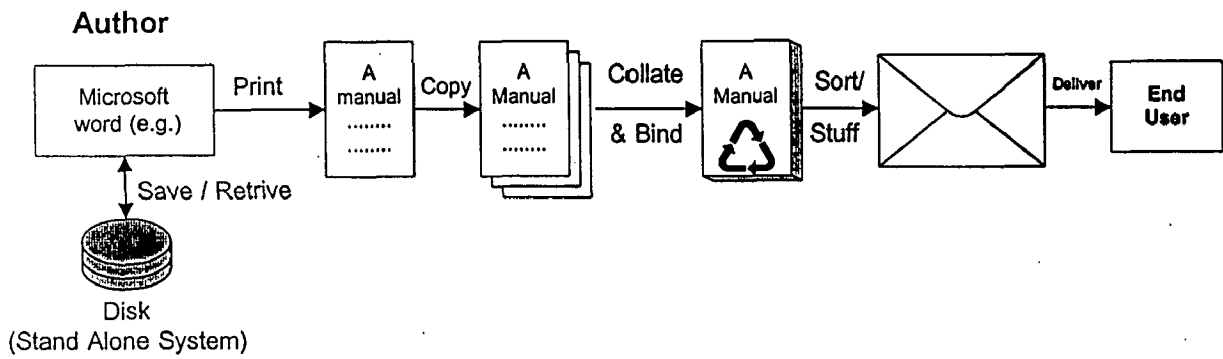 Author
Microsoft
word (e.g.)
Print
A
manual
........
........
Copy
A
Manual
........
........
Collate
& Bind
A
Manual
Sort/
Stuff
Deliver
End
User
Save / Retrive
Disk
(Stand Alone System)